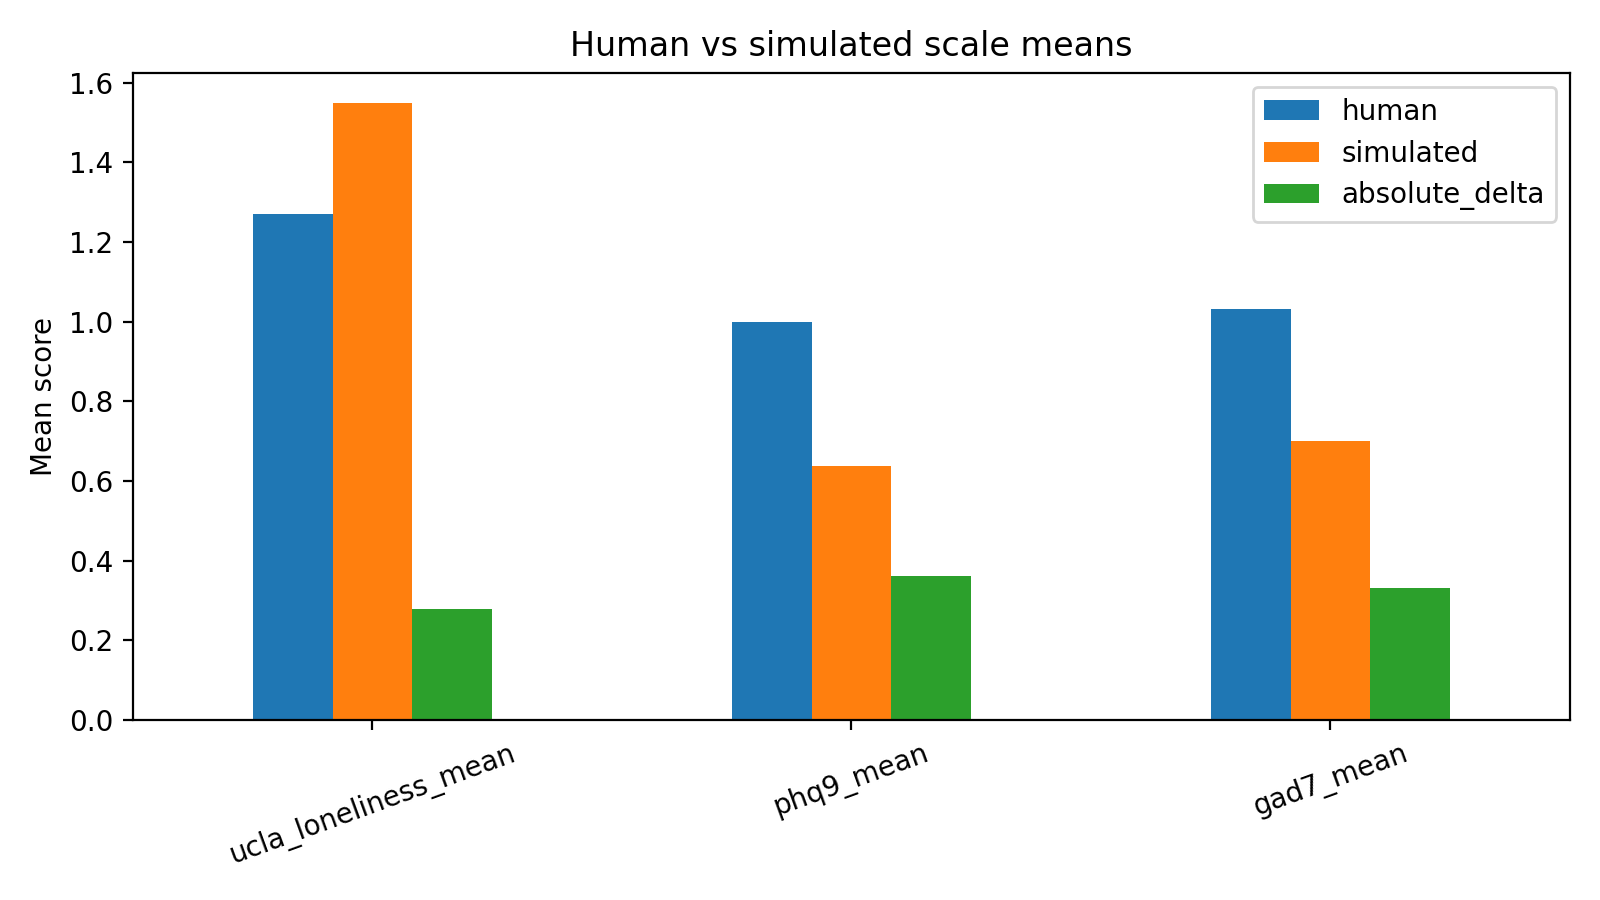 Human vs simulated scale means
1.6
1.4
1.2
1.0
0.8
0.6
0.4
0.2
0.0
Mean score
human
simulated
absolute_delta
ucla_loneliness_mean
phq9_mean
gad7_mean